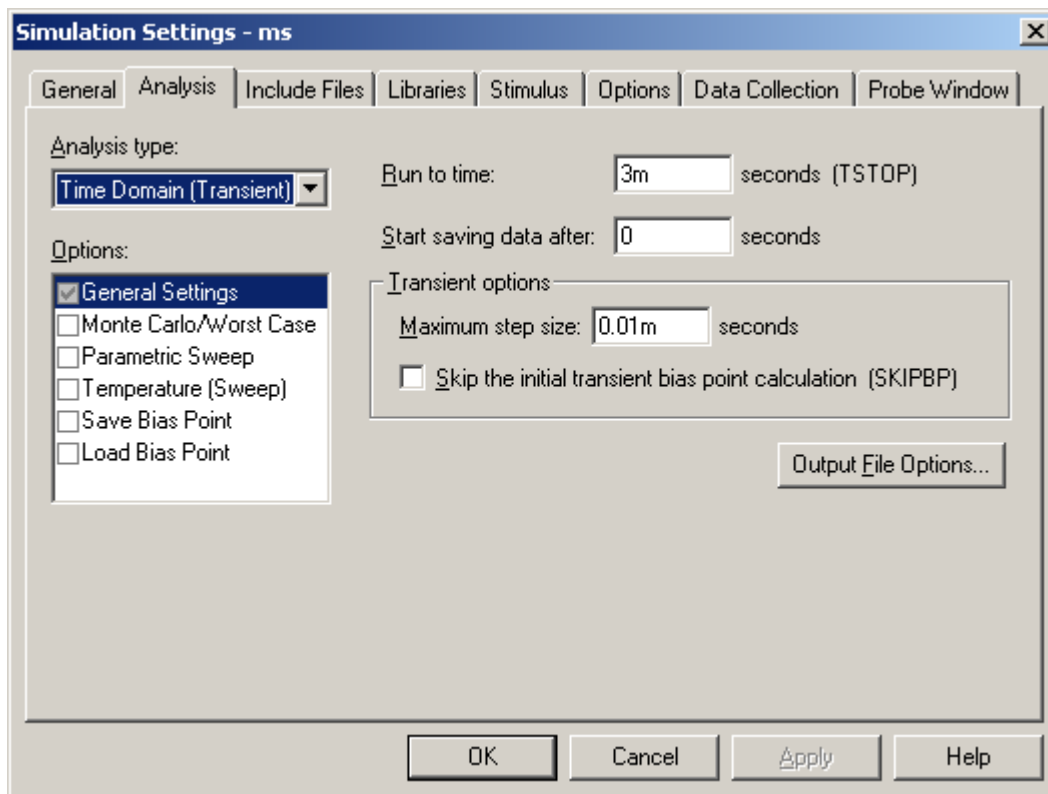 Simulation Settings - ms
General Analysis Include Files Libraries Stimulus Options Data Collection Probe Window
Analysis type:
Time Domain (Transient)
Options:
General Settings
Monte Carlo/Worst Case
Parametric Sweep
Temperature (Sweep)
Save Bias Point
Load Bias Point
Run to time: 3m seconds (TSTOP)
Start saving data after: 0 seconds
Transient options
Maximum step size: 0.01m seconds
Skip the initial transient bias point calculation (SKIPBP)
Output File Options...
OK Cancel Apply Help